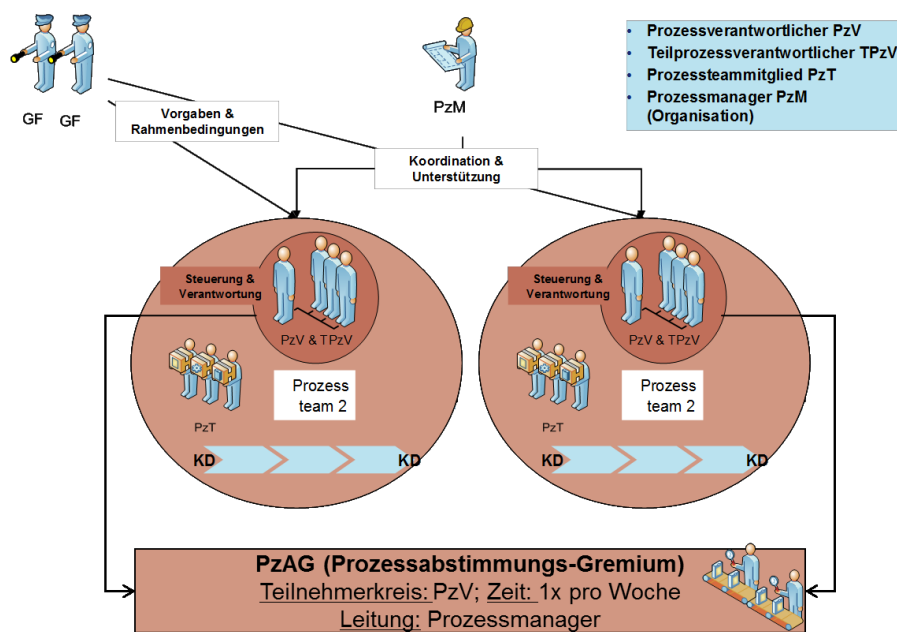 GF
GF
PzM
Vorgaben &
Rahmenbedingungen
Koordination &
Unterstützung
• Prozessverantwortlicher PzV
• Teilprozessverantwortlicher TPzV
• Prozessteammitglied PzT
• Prozessmanager PzM
(Organisation)
Steuerung &
Verantwortung
PzV & TPzV
PzT
Prozess
team 2
KD
KD
Steuerung &
Verantwortung
PzV & TPzV
PzT
Prozess
team 2
KD
KD
PzAG (Prozessabstimmungs-Gremium)
Teilnehmerkreis: PzV; Zeit: 1x pro Woche
Leitung: Prozessmanager